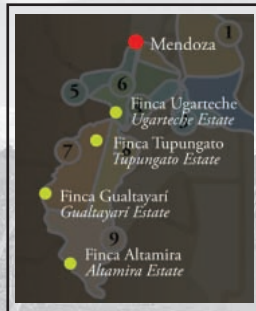 1
Mendoza
6
5
Finca Ugarteche
Ugarteche Estate
Finca Tupungato
Tupungato Estate
7
Finca Gualtayarí
Gualtayarí Estate
9
Finca Altamira
Altamira Estate